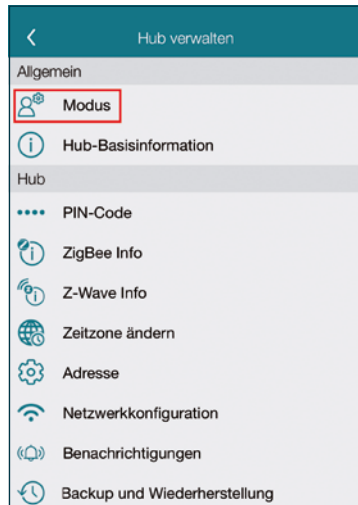 Hub verwalten
Allgemein
Modus
Hub-Basisinformation
Hub
PIN-Code
ZigBee Info
Z-Wave Info
Zeitzone ändern
Adresse
Netzwerkkonfiguration
Benachrichtigungen
Backup und Wiederherstellung